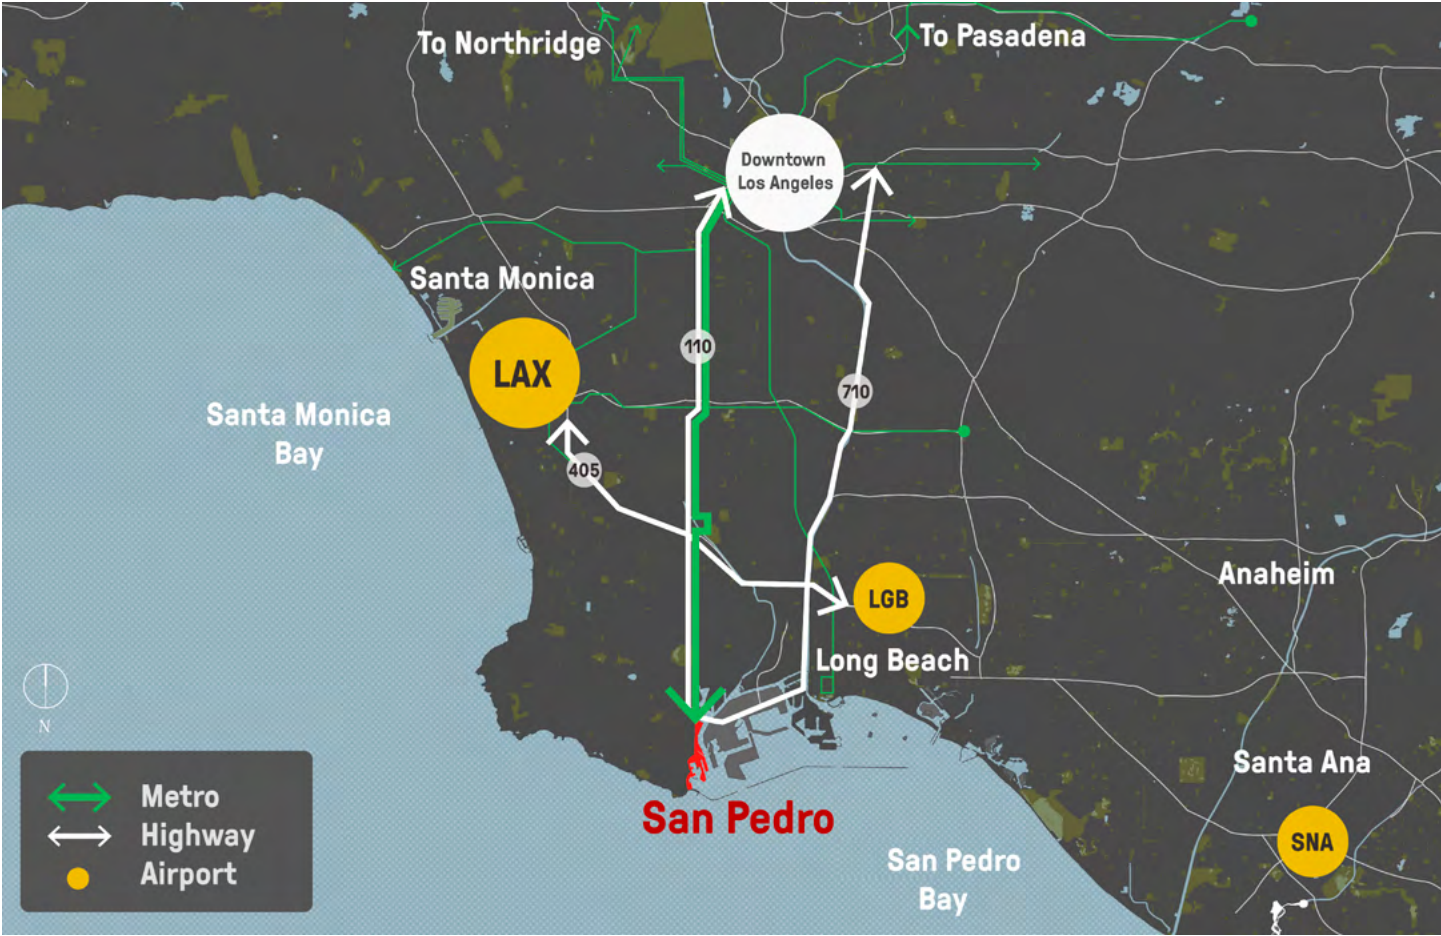 To Northridge
To Pasadena
Downtown
Los Angeles
Santa Monica
LAX
110
710
Santa Monica
Bay
405
Anaheim
LGB
Long Beach
N
Santa Ana
Metro
Highway
Airport
San Pedro
SNA
San Pedro
Bay